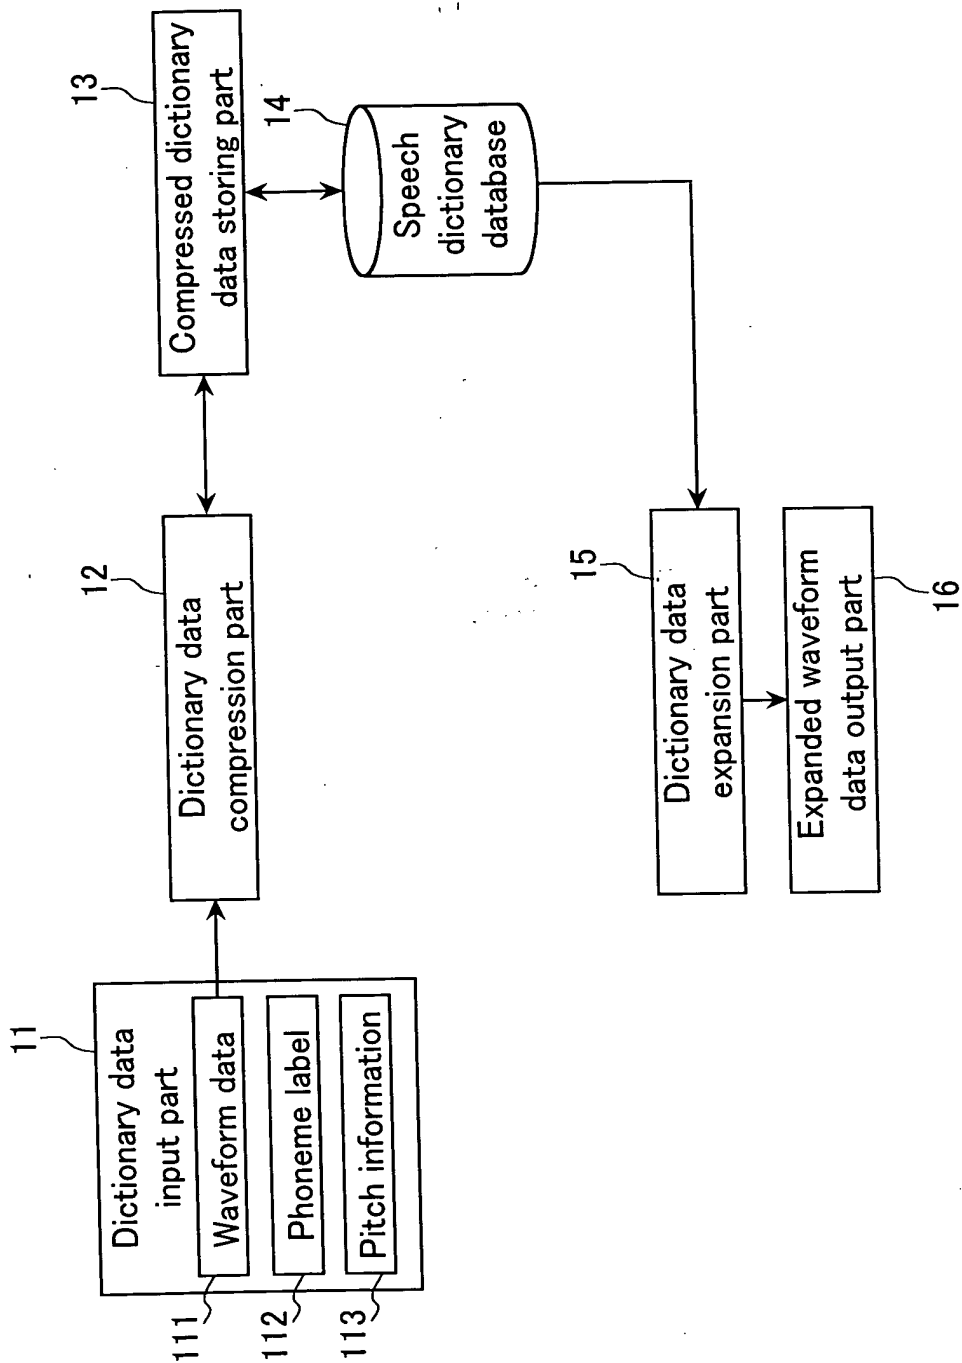 11
Dictionary data
input part
111
Waveform data
112
Phoneme label
113
Pitch information
12
Dictionary data
compression part
13
Compressed dictionary
data storing part
14
Speech
dictionary
database
15
Dictionary data
expansion part
Expanded waveform
data output part
16